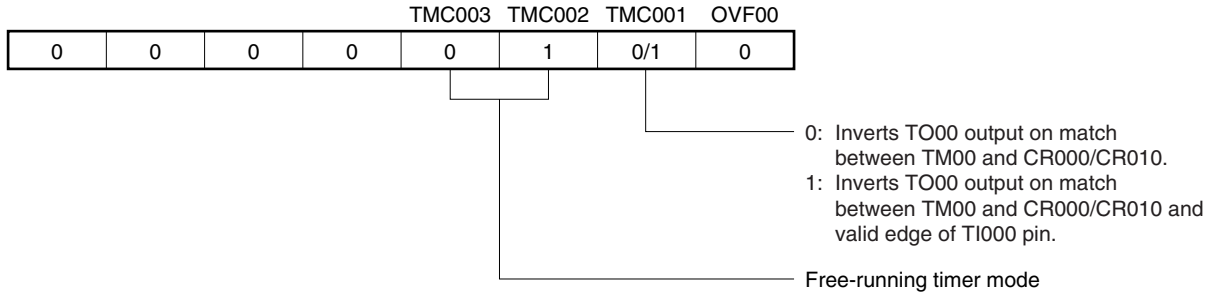 TMC003 TMC002 TMC001 OVF00
0 0 0 0 0 1 0/1 0
0: Inverts TO00 output on match
between TM00 and CR000/CR010.
1: Inverts TO00 output on match
between TM00 and CR000/CR010 and
valid edge of TI000 pin.
Free-running timer mode